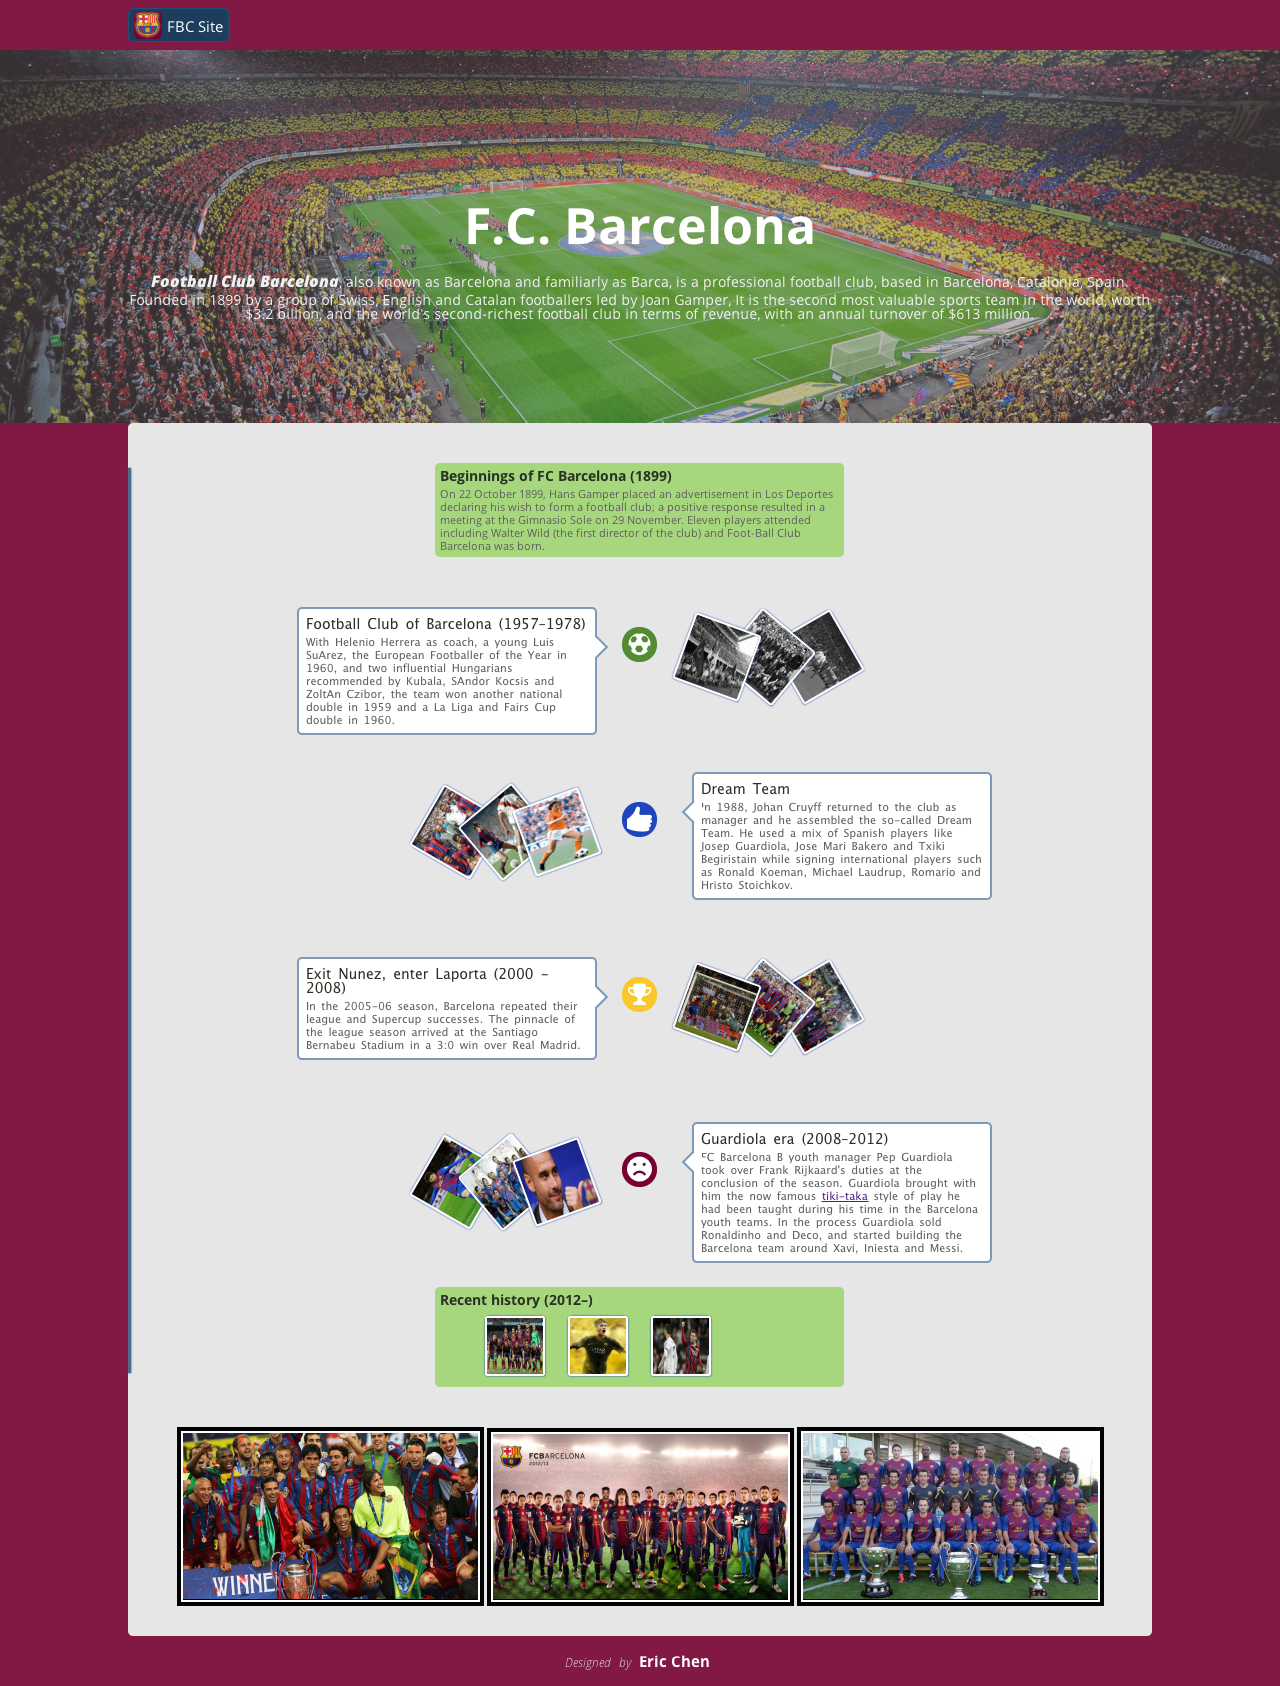 FBC Site
F.C. Barcelona
Football Club Barcelona, also known as Barcelona and familiarly as Barca, is a professional football club, based in Barcelona, Catalonia, Spain.
Founded in 1899 by a group of Swiss, English and Catalan footballers led by Joan Gamper, It is the second most valuable sports team in the world, worth
$3.2 billion, and the world's second-richest football club in terms of revenue, with an annual turnover of $613 million.
Beginnings of FC Barcelona (1899)
On 22 October 1899, Hans Gamper placed an advertisement in Los Deportes
declaring his wish to form a football club; a positive response resulted in a
meeting at the Gimnasio Sole on 29 November. Eleven players attended
including Walter Wild (the first director of the club) and Foot-Ball Club
Barcelona was born.
Football Club of Barcelona (1957-1978)
With Helenio Herrera as coach, a young Luis
SuArez, the European Footballer of the Year in
1960, and two influential Hungarians
recommended by Kubala, SAndor Kocsis and
ZoltAn Czibor, the team won another national
double in 1959 and a La Liga and Fairs Cup
double in 1960.
Dream Team
In 1988, Johan Cruyff returned to the club as
manager and he assembled the so-called Dream
Team. He used a mix of Spanish players like
Josep Guardiola, Jose Mari Bakero and Txiki
Begiristain while signing international players such
as Ronald Koeman, Michael Laudrup, Romario and
Hristo Stoichkov.
Exit Nunez, enter Laporta (2000 -
2008)
In the 2005-06 season, Barcelona repeated their
league and Supercup successes. The pinnacle of
the league season arrived at the Santiago
Bernabeu Stadium in a 3:0 win over Real Madrid.
Guardiola era (2008-2012)
FC Barcelona B youth manager Pep Guardiola
took over Frank Rijkaard's duties at the
conclusion of the season. Guardiola brought with
him the now famous tiki-taka style of play he
had been taught during his time in the Barcelona
youth teams. In the process Guardiola sold
Ronaldinho and Deco, and started building the
Barcelona team around Xavi, Iniesta and Messi.
Recent history (2012–)
FCBARCELONA
2012/13
WINNE
Designed by Eric Chen